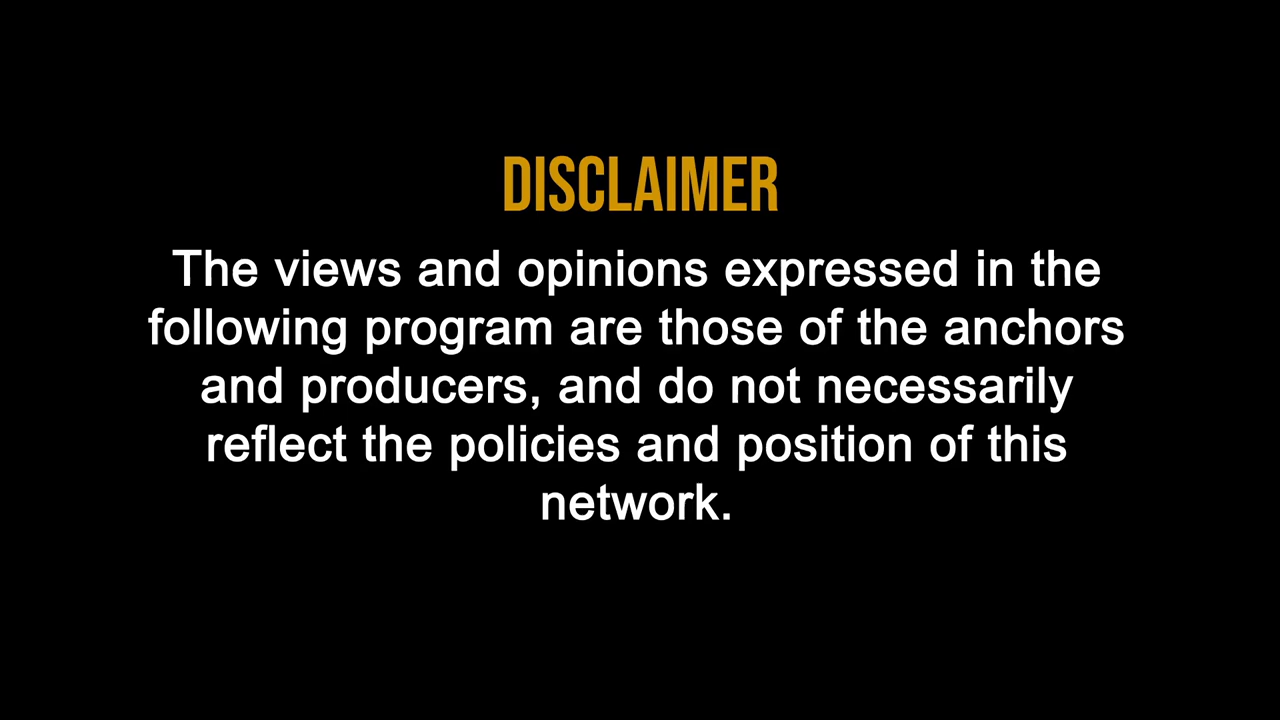 DISCLAIMER
The views and opinions expressed in the
following program are those of the anchors
and producers, and do not necessarily
reflect the policies and position of this
network.